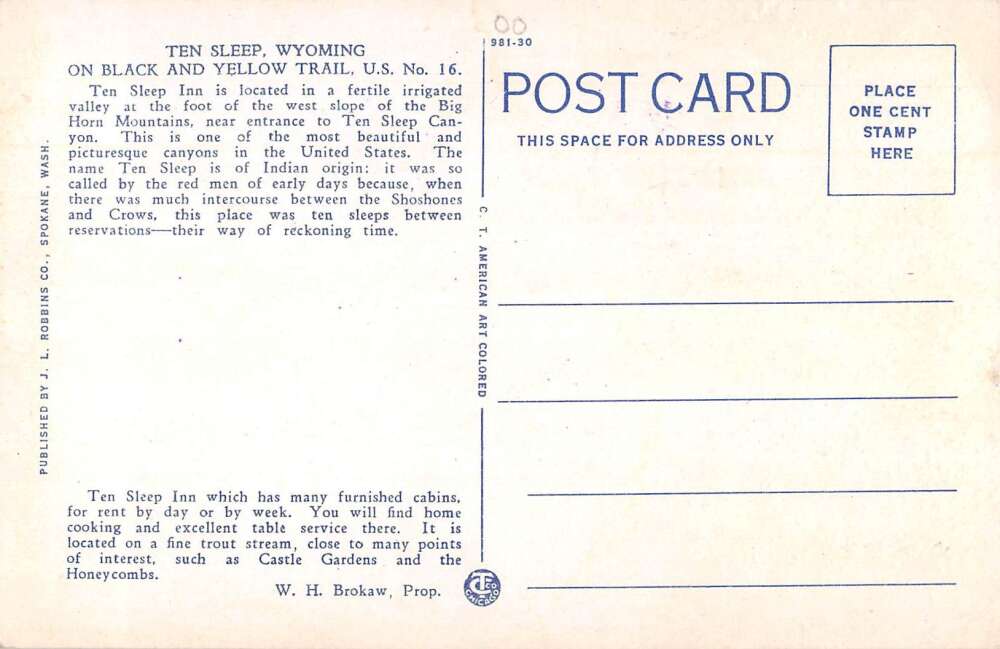 OO
981-30
TEN SLEEP, WYOMING
ON BLACK AND YELLOW TRAIL, U.S. No. 16.
Ten Sleep Inn is located in a fertile irrigated
valley at the foot of the west slope of the Big
Horn Mountains, near entrance to Ten Sleep Can-
yon. This is one of the most beautiful and
picturesque canyons in the United States. The
name Ten Sleep is of Indian origin: it was so
called by the red men of early days because, when
there was much intercourse between the Shoshones
and Crows, this place was ten sleeps between
reservations—their way of reckoning time.
Ten Sleep Inn which has many furnished cabins,
for rent by day or by week. You will find home
cooking and excellent table service there. It is
located on a fine trout stream, close to many points
of interest, such as Castle Gardens and the
Honeycombs.
W. H. Brokaw, Prop.
PUBLISHED BY J. L. ROBBINS CO., SPOKANE, WASH.
C. T. AMERICAN ART COLORED
POST CARD
THIS SPACE FOR ADDRESS ONLY
PLACE
ONE CENT
STAMP
HERE
CT CO
CHICAGO